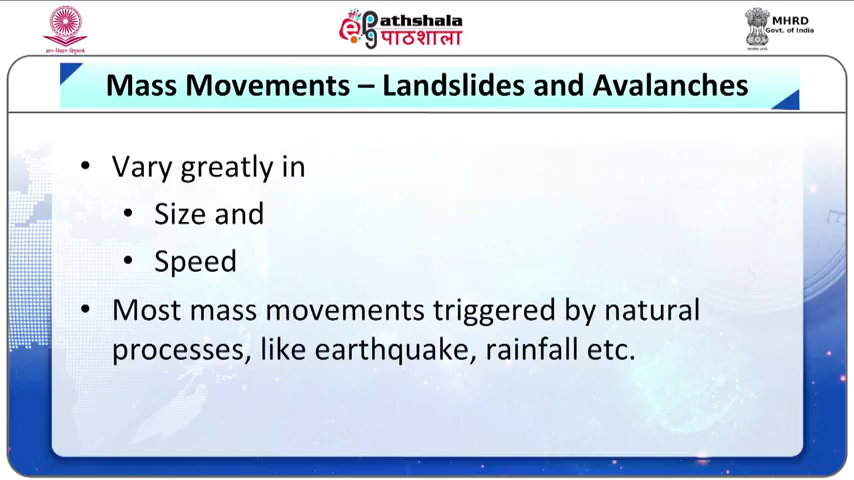 ePathshala
पाठशाला
MHRD
Govt. of India
Mass Movements – Landslides and Avalanches
• Vary greatly in
• Size and
• Speed
• Most mass movements triggered by natural
processes, like earthquake, rainfall etc.